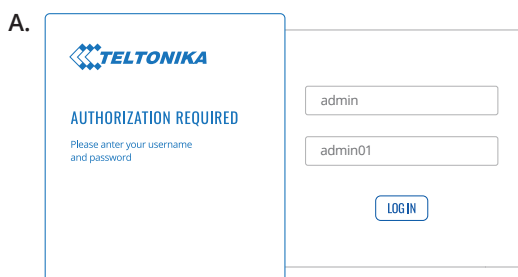 A.
TELTONIKA
AUTHORIZATION REQUIRED
Please anter your username
and password
admin
admin01
LOG IN